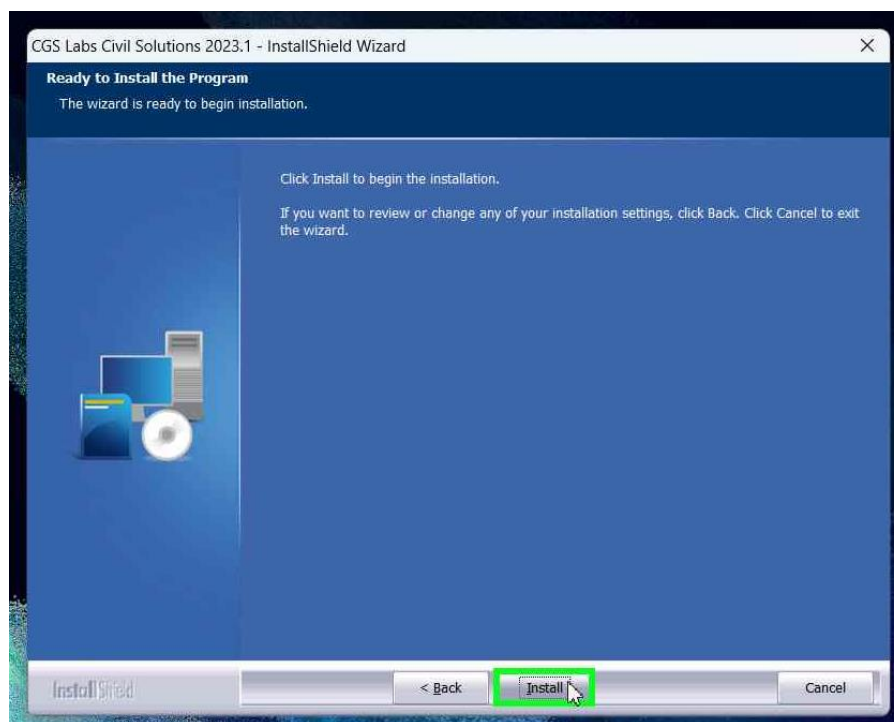 CGS Labs Civil Solutions 2023.1 - InstallShield Wizard
Ready to Install the Program
The wizard is ready to begin installation.
Click Install to begin the installation.
If you want to review or change any of your installation settings, click Back. Click Cancel to exit
the wizard.
InstallShield
< Back
Install
Cancel